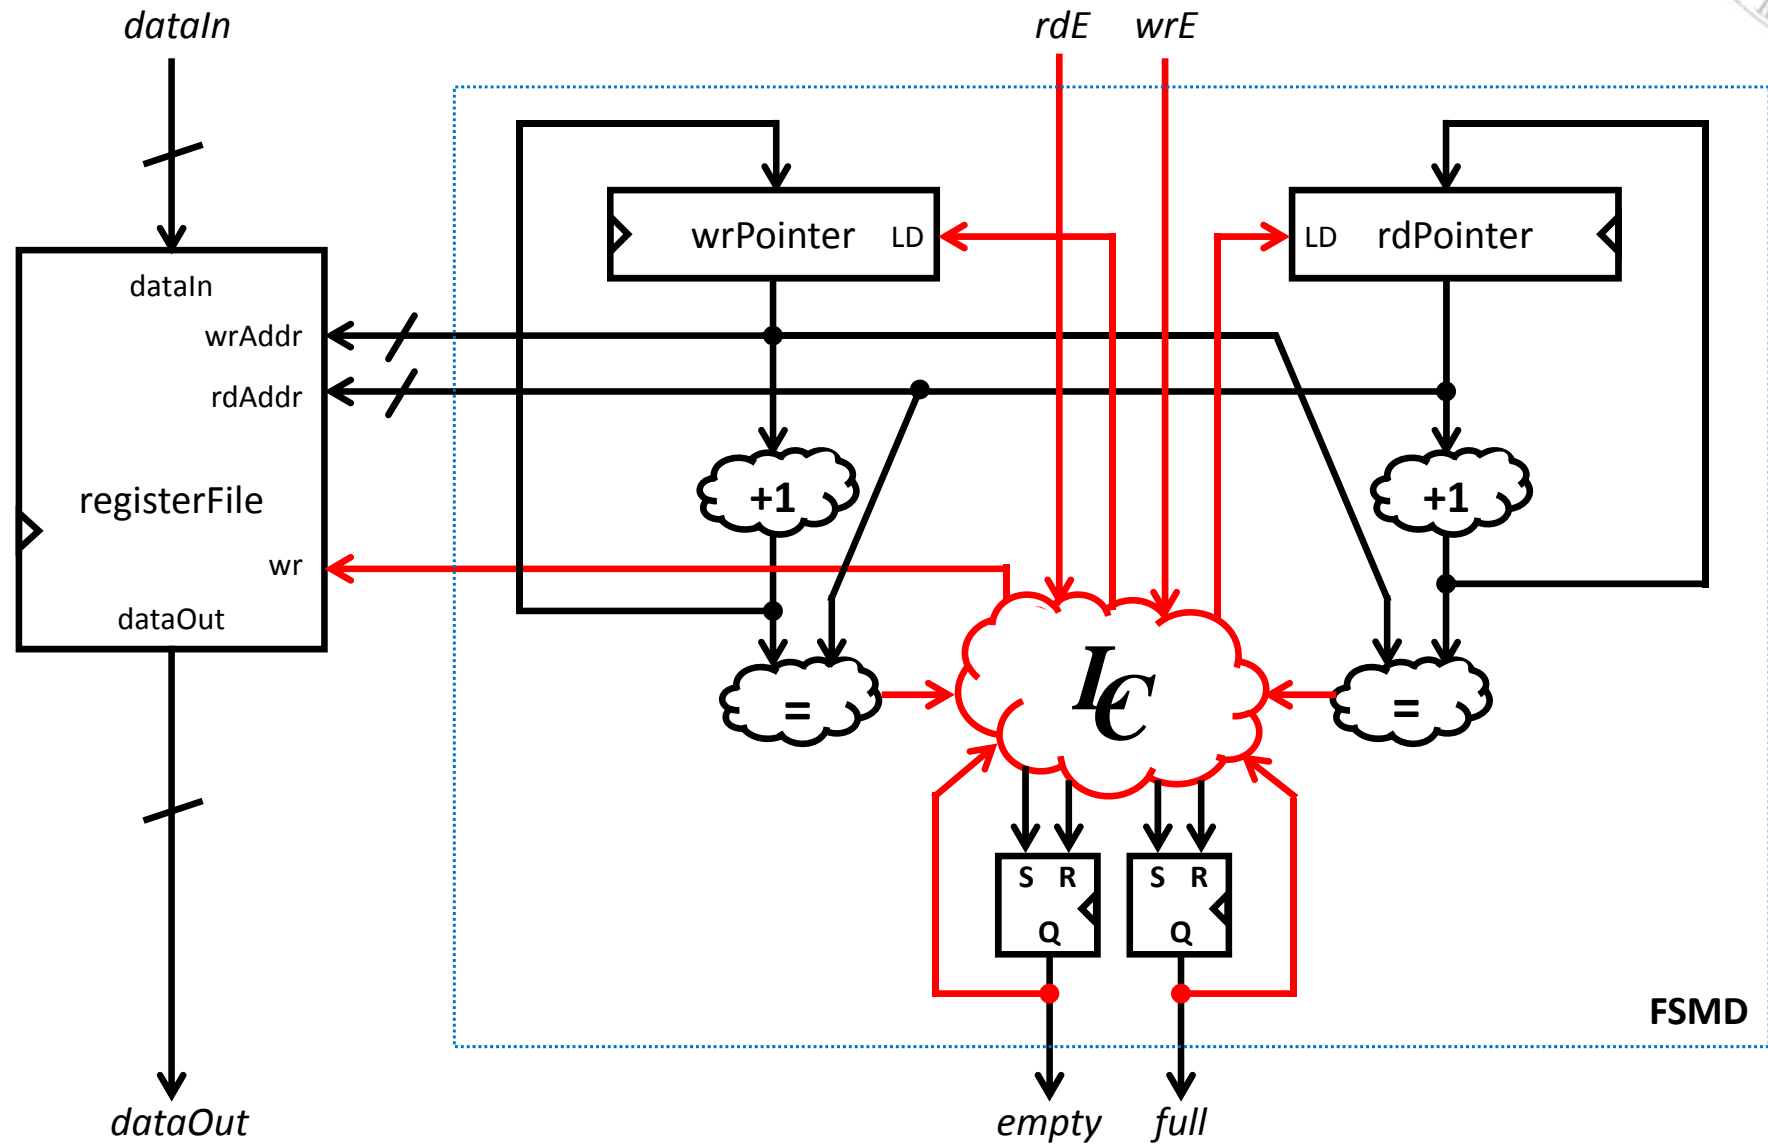 dataIn
rdE wrE
wrPointer LD
LD rdPointer
dataIn
wrAddr
rdAddr
registerFile
wr
dataOut
+1
+1
=
LC
=
S R
Q
S R
Q
FSMD
dataOut
empty
full